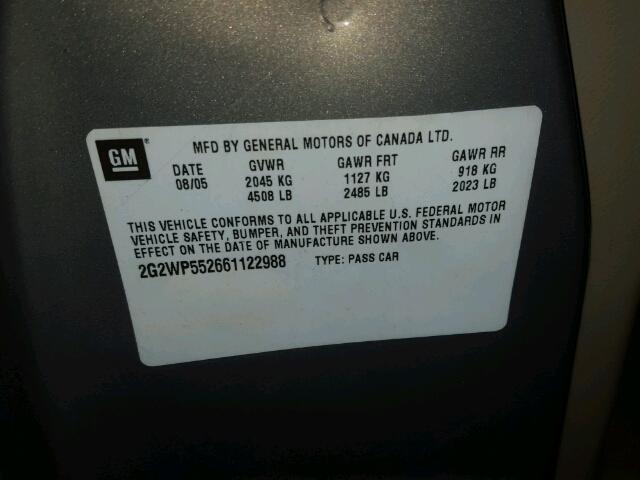 MFD BY GENERAL MOTORS OF CANADA LTD.
GM®
DATE GVWR GAWR FRT GAWR RR
08/05 2045 KG 1127 KG 918 KG
4508 LB 2485 LB 2023 LB
THIS VEHICLE CONFORMS TO ALL APPLICABLE U.S. FEDERAL MOTOR
VEHICLE SAFETY, BUMPER, AND THEFT PREVENTION STANDARDS IN
EFFECT ON THE DATE OF MANUFACTURE SHOWN ABOVE.
2G2WP552661122988 TYPE: PASS CAR